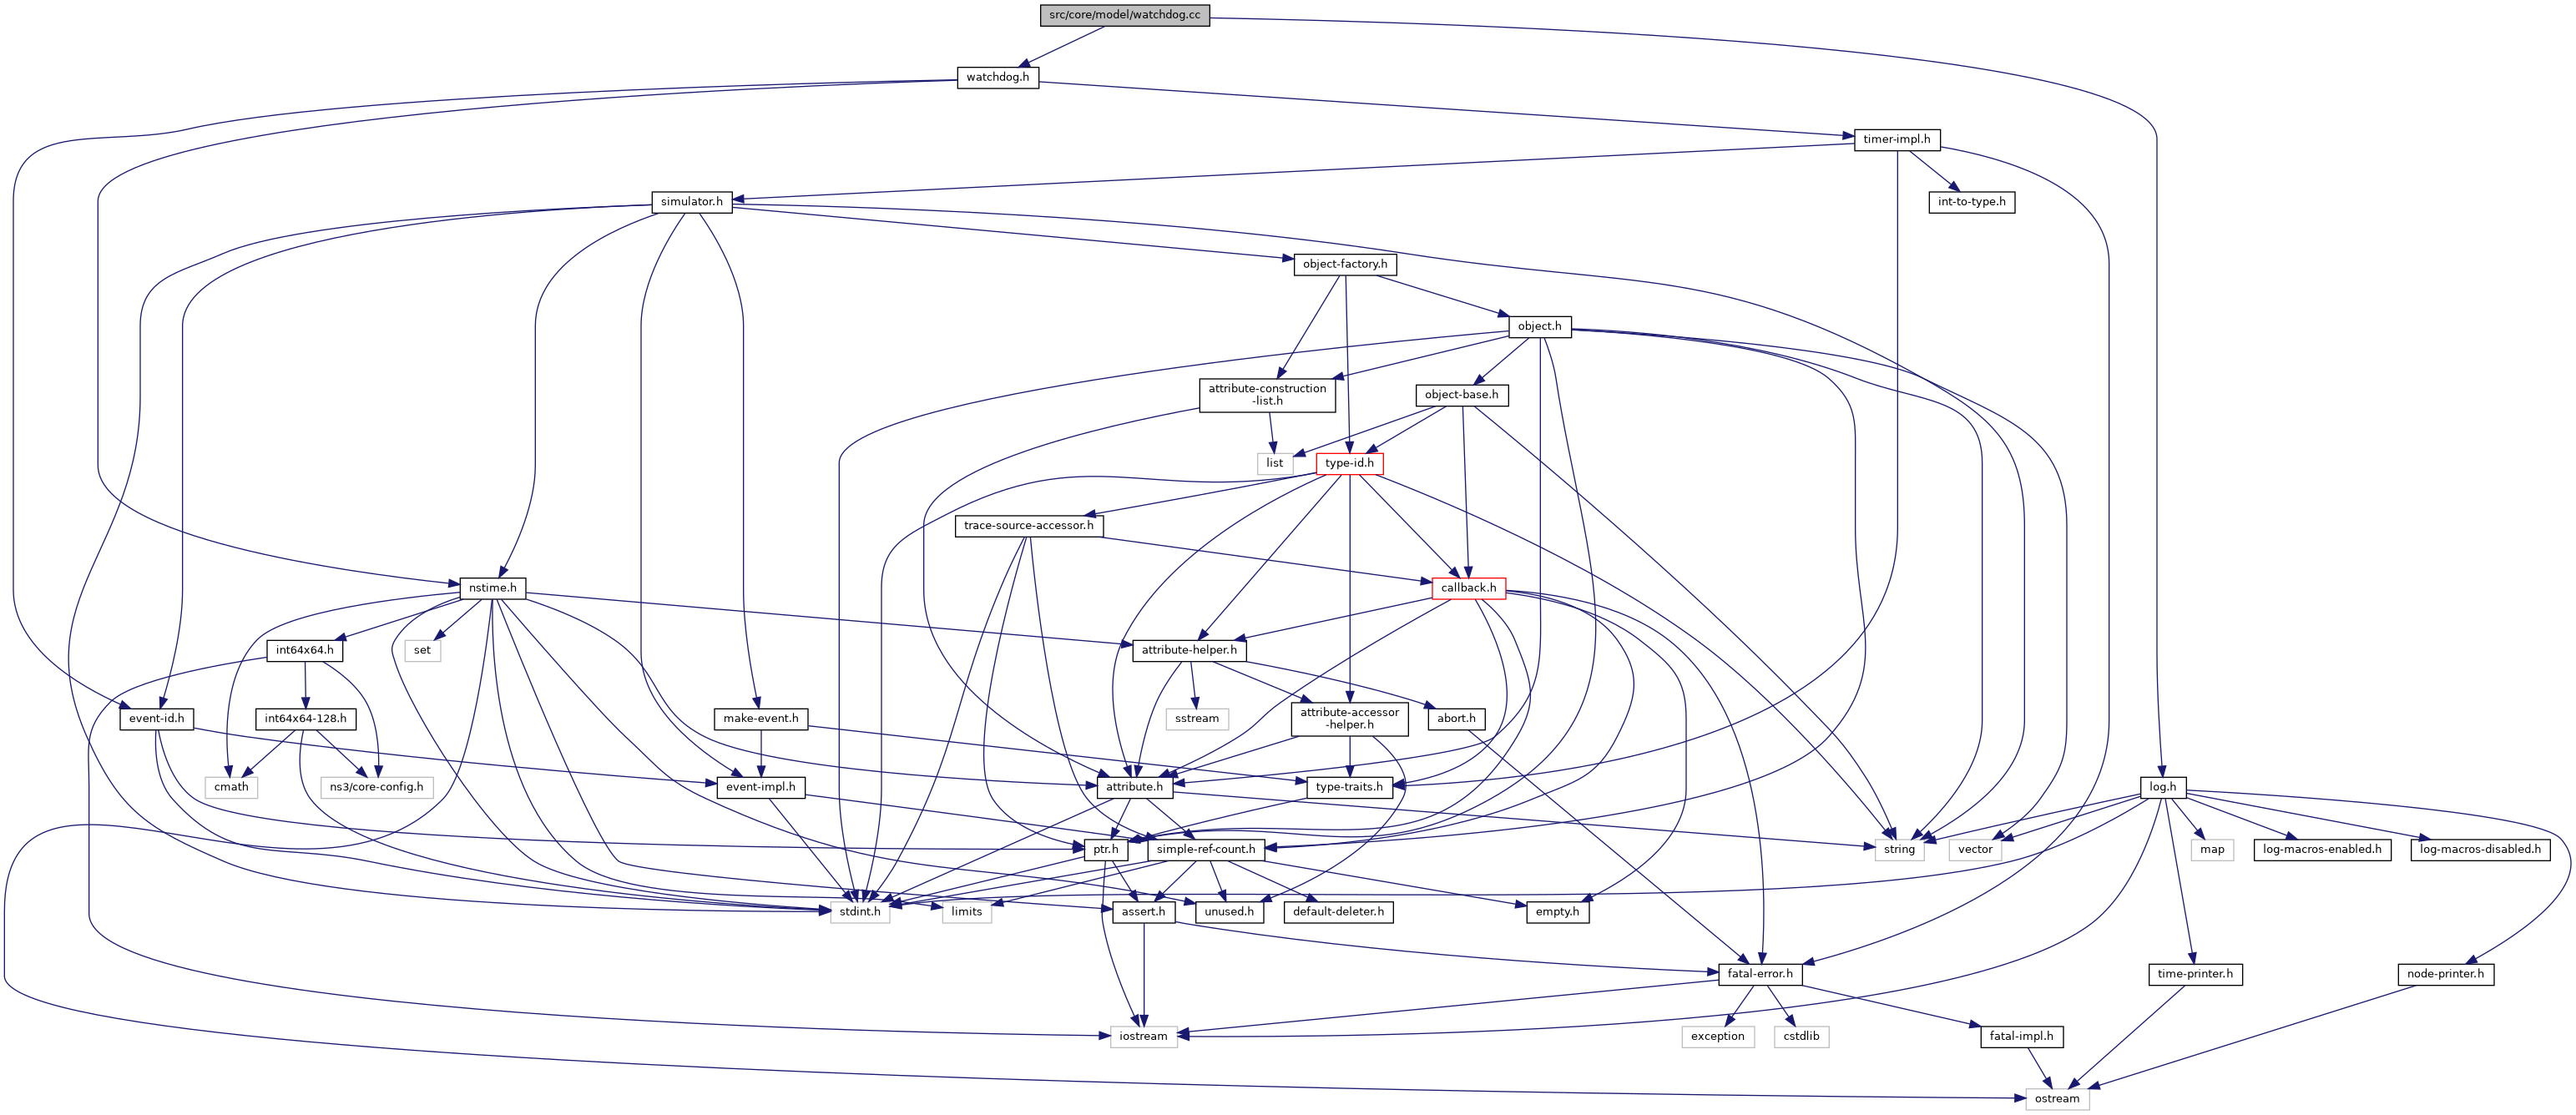 src/core/model/watchdog.cc
watchdog.h
timer-impl.h
simulator.h
int-to-type.h
object-factory.h
object.h
attribute-construction
-list.h
object-base.h
list
type-id.h
trace-source-accessor.h
nstime.h
callback.h
int64x64.h
set
attribute-helper.h
event-id.h
int64x64-128.h
make-event.h
sstream
attribute-accessor
-helper.h
abort.h
cmath
ns3/core-config.h
event-impl.h
attribute.h
type-traits.h
log.h
ptr.h
simple-ref-count.h
string
vector
map
log-macros-enabled.h
log-macros-disabled.h
stdint.h
limits
assert.h
unused.h
default-deleter.h
empty.h
fatal-error.h
time-printer.h
node-printer.h
iostream
exception
cstdlib
fatal-impl.h
ostream